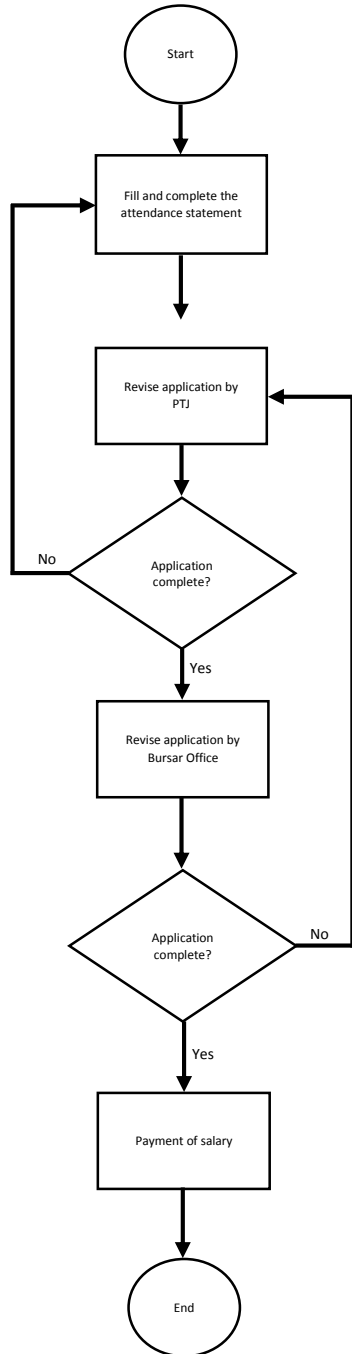 Start
Fill and complete the
attendance statement
Revise application by
PTJ
Application
complete?
No
Yes
Revise application by
Bursar Office
Application
complete?
No
Yes
Payment of salary
End